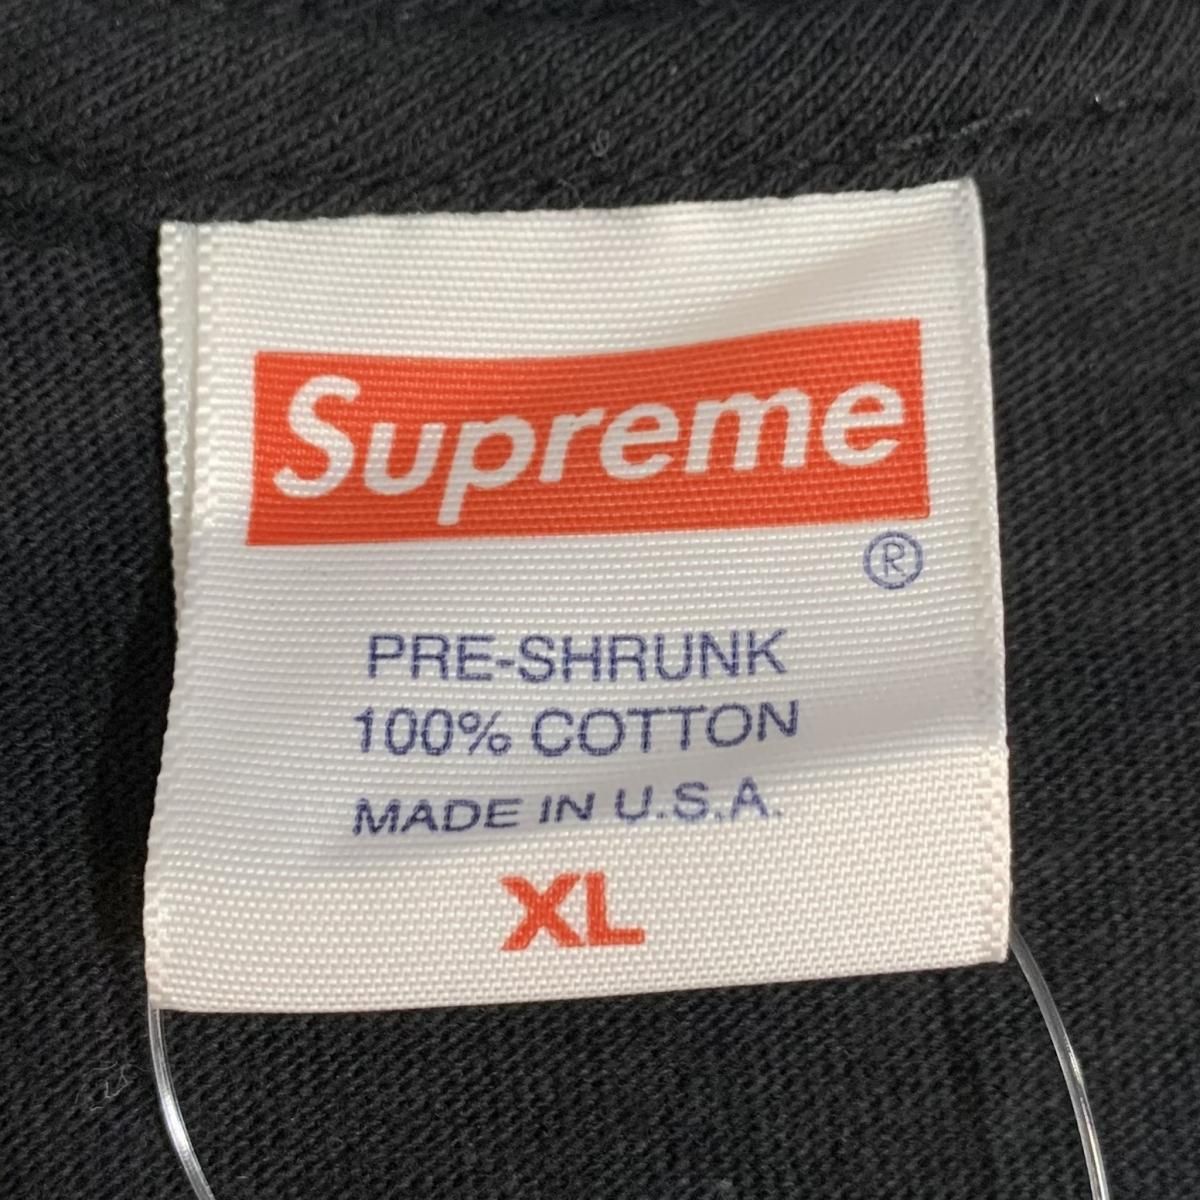 Supreme
®
PRE-SHRUNK
100% COTTON
MADE IN U.S.A.
XL